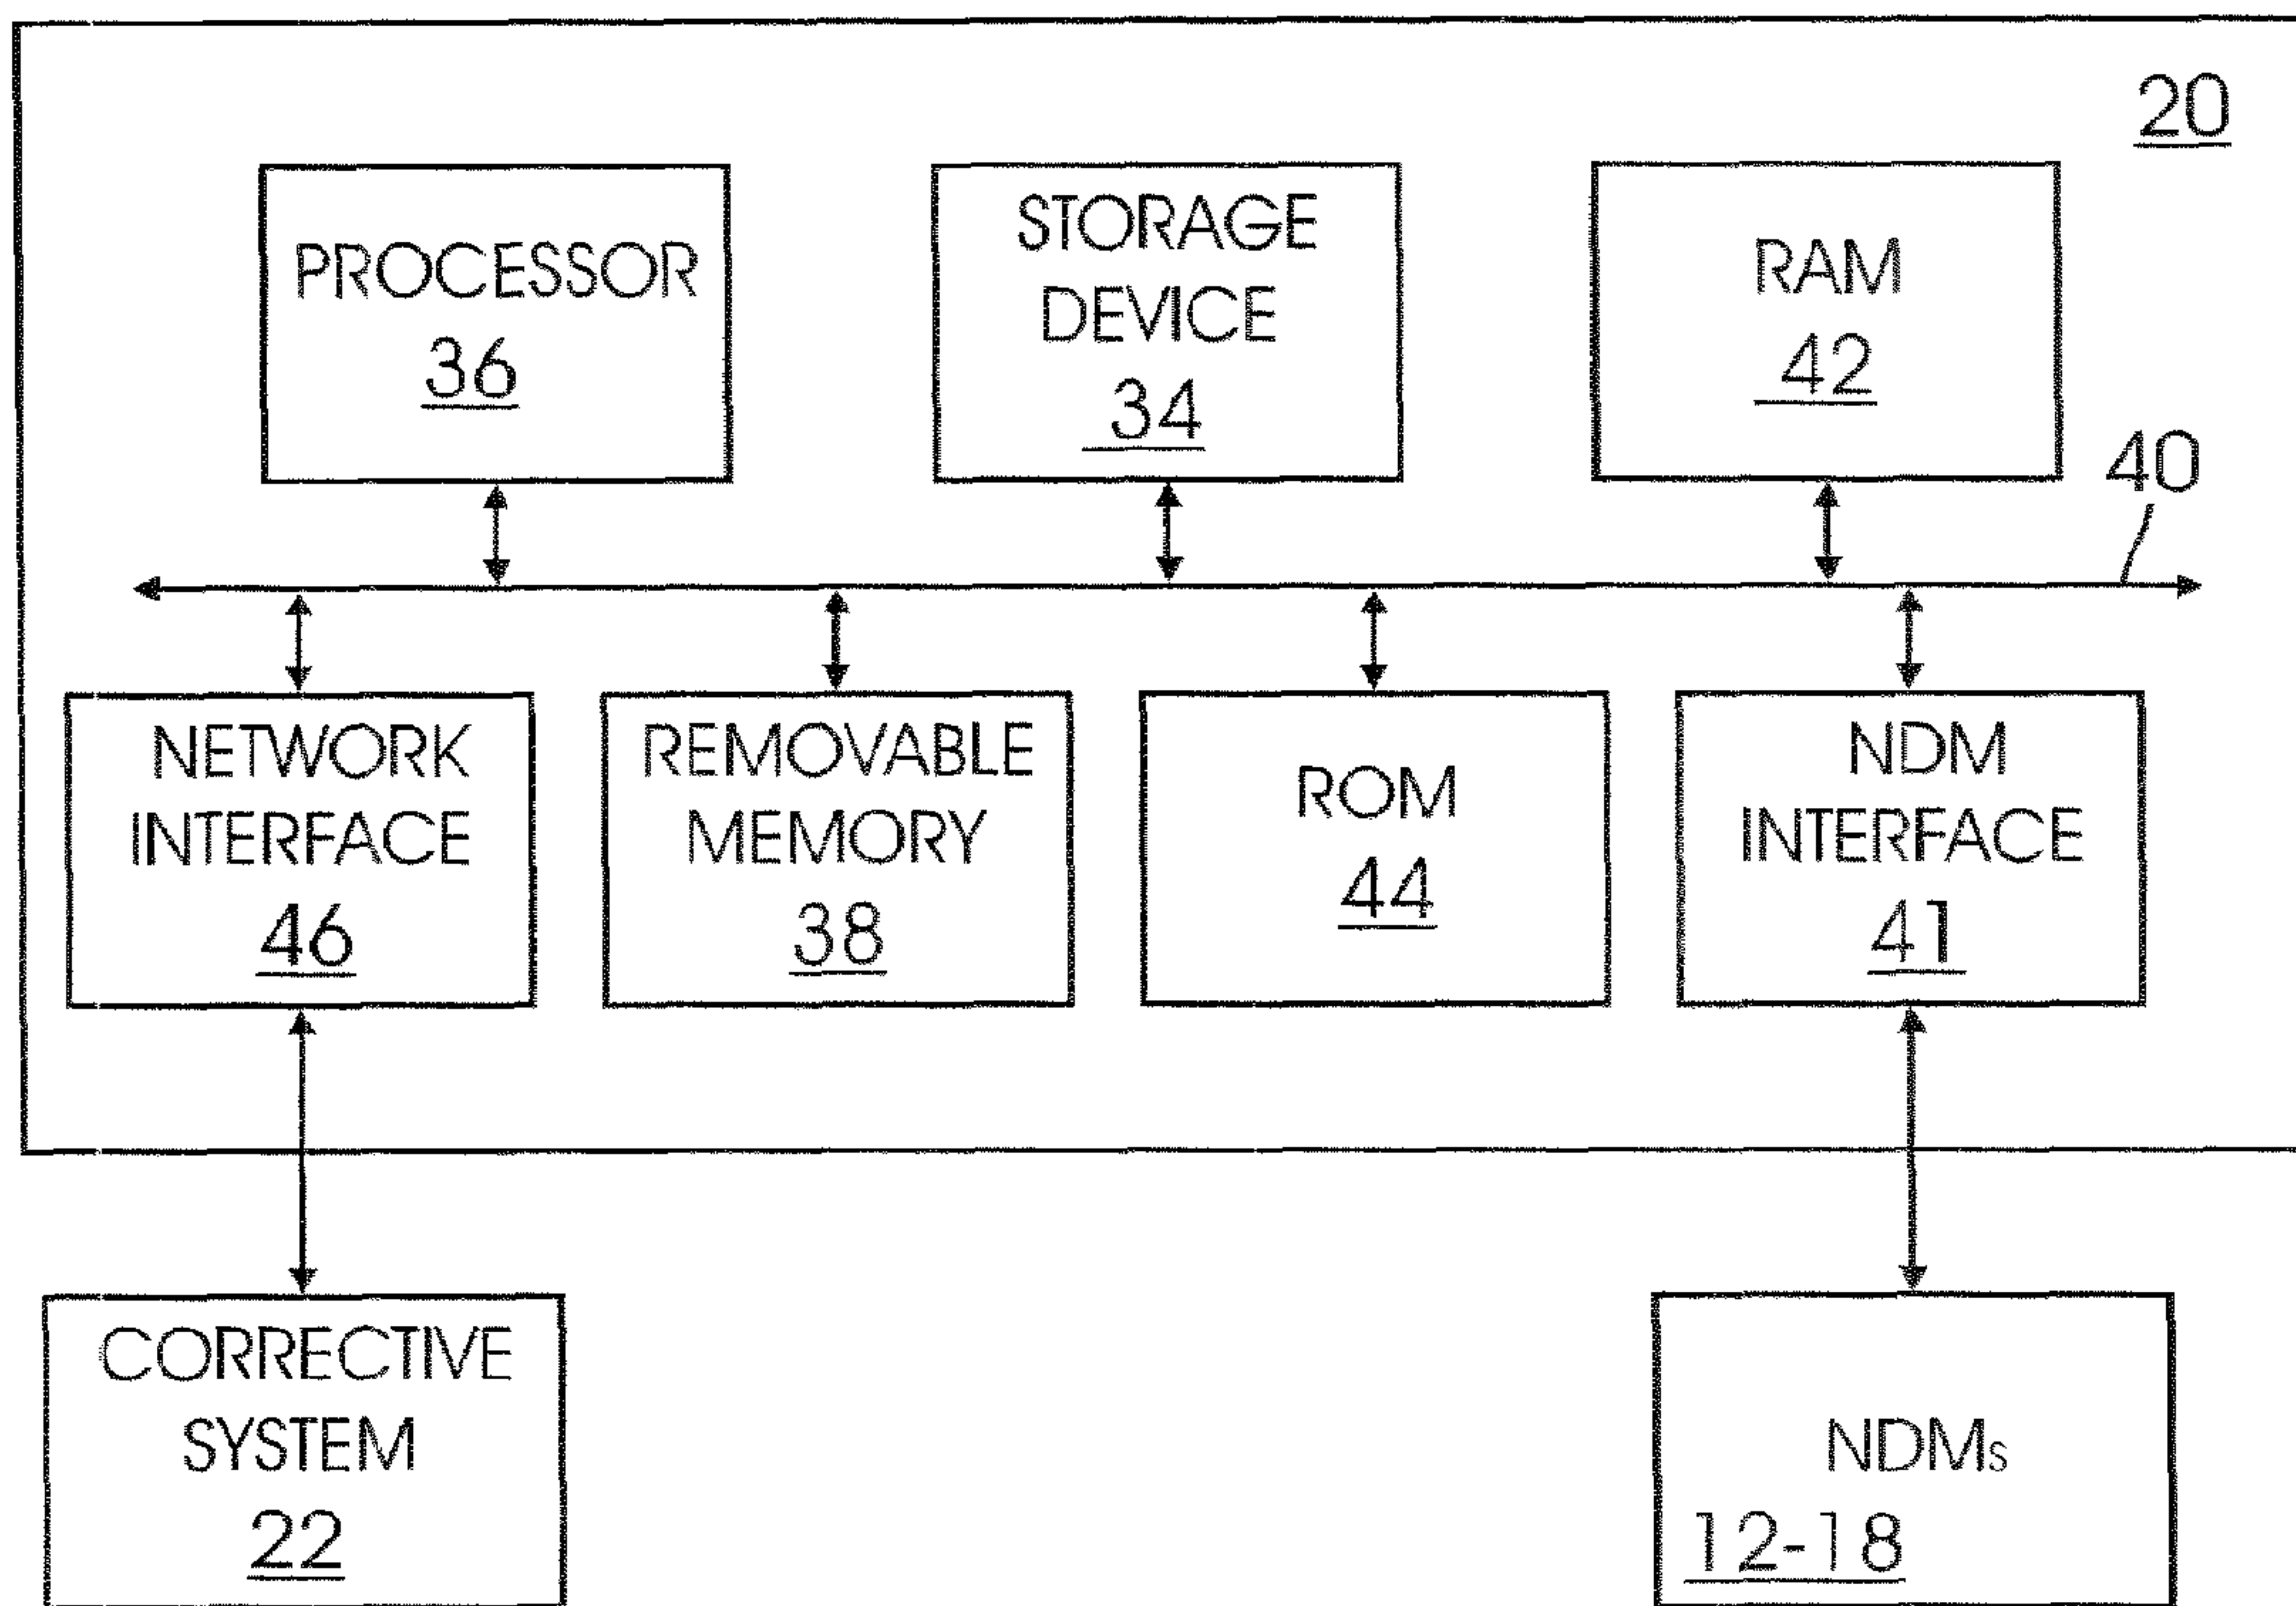 20
PROCESSOR
36
STORAGE
DEVICE
34
RAM
42
40
NETWORK
INTERFACE
46
REMOVABLE
MEMORY
38
ROM
44
NDM
INTERFACE
41
CORRECTIVE
SYSTEM
22
NDMs
12-18